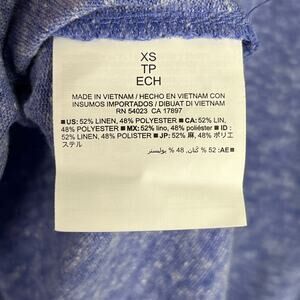 XS
TP
ECH
MADE IN VIETNAM / HECHO EN VIETNAM CON
INSUMOS IMPORTADOS / DIBUAT DI VIETNAM
RN 54023 CA 17897
■ US: 52% LINEN, 48% POLYESTER ■ CA: 52% LIN,
48% POLYESTER ■ MX: 52% lino, 48% poliéster ■ ID :
52% LINEN, 48% POLISTER ■ JP: 52% 麻, 48% ポリエ
ステル
■ AE: 52 % كتان, 48 % بوليستر